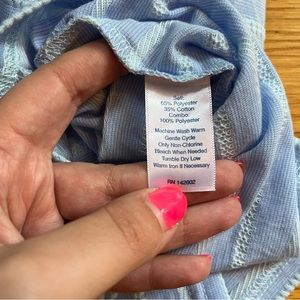 Self:
65% Polyester
35% Cotton
Combo:
100% Polyester
Machine Wash Warm
Gentle Cycle
Only Non-Chlorine
Bleach When Needed
Tumble Dry Low
Warm Iron If Necessary
RN 142602